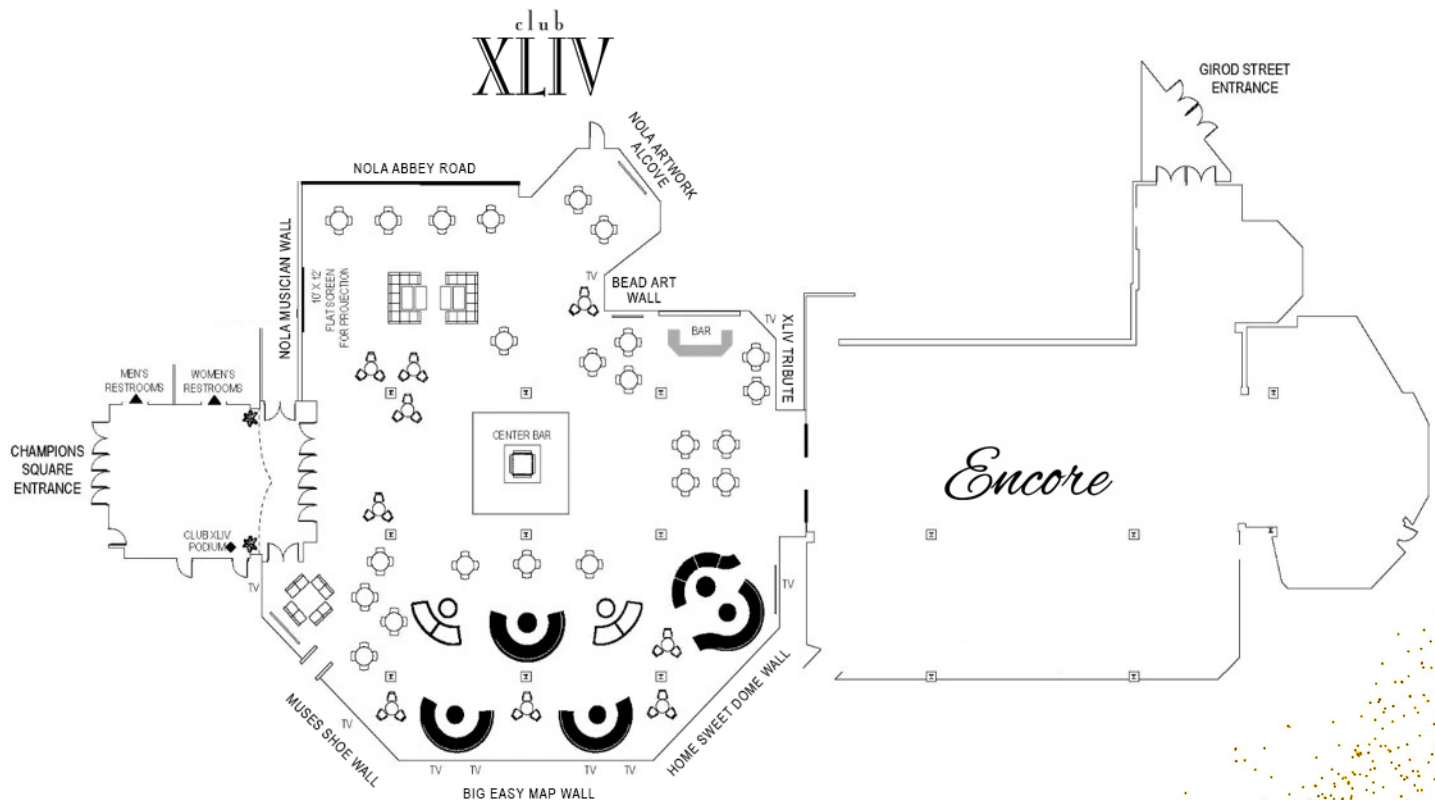 club
XLIV
GIROD STREET
ENTRANCE
NOLA ARTWORK
ALCOVE
NOLA ABBEY ROAD
NOLA MUSICIAN WALL
10' X 12'
FLAT SCREEN
FOR PROJECTION
TV
BEAD ART
WALL
BAR
TV
XLIV TRIBUTE
MEN'S
RESTROOMS
WOMEN'S
RESTROOMS
CHAMPIONS
SQUARE
ENTRANCE
CENTER BAR
Encore
CLUB XLIV
PODIUM
TV
TV
MUSES SHOE WALL
TV
HOME SWEET DOME WALL
TV
TV
TV
TV
BIG EASY MAP WALL